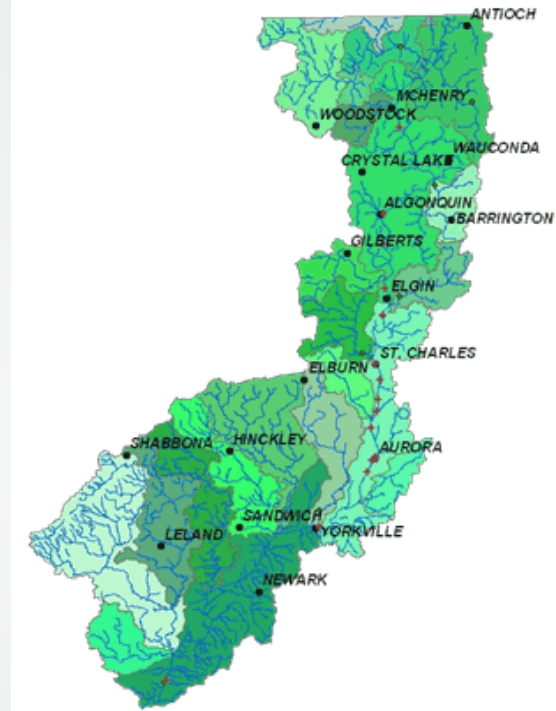 ANTIOCH
MCHENRY
WOODSTOCK
WAUCONDA
CRYSTAL LAKE
ALGONQUIN
BARRINGTON
GILBERTS
ELGIN
ST. CHARLES
ELBURN
SHABBONA
HINCKLEY
AURORA
SANDWICH
YORKVILLE
LELAND
NEWARK